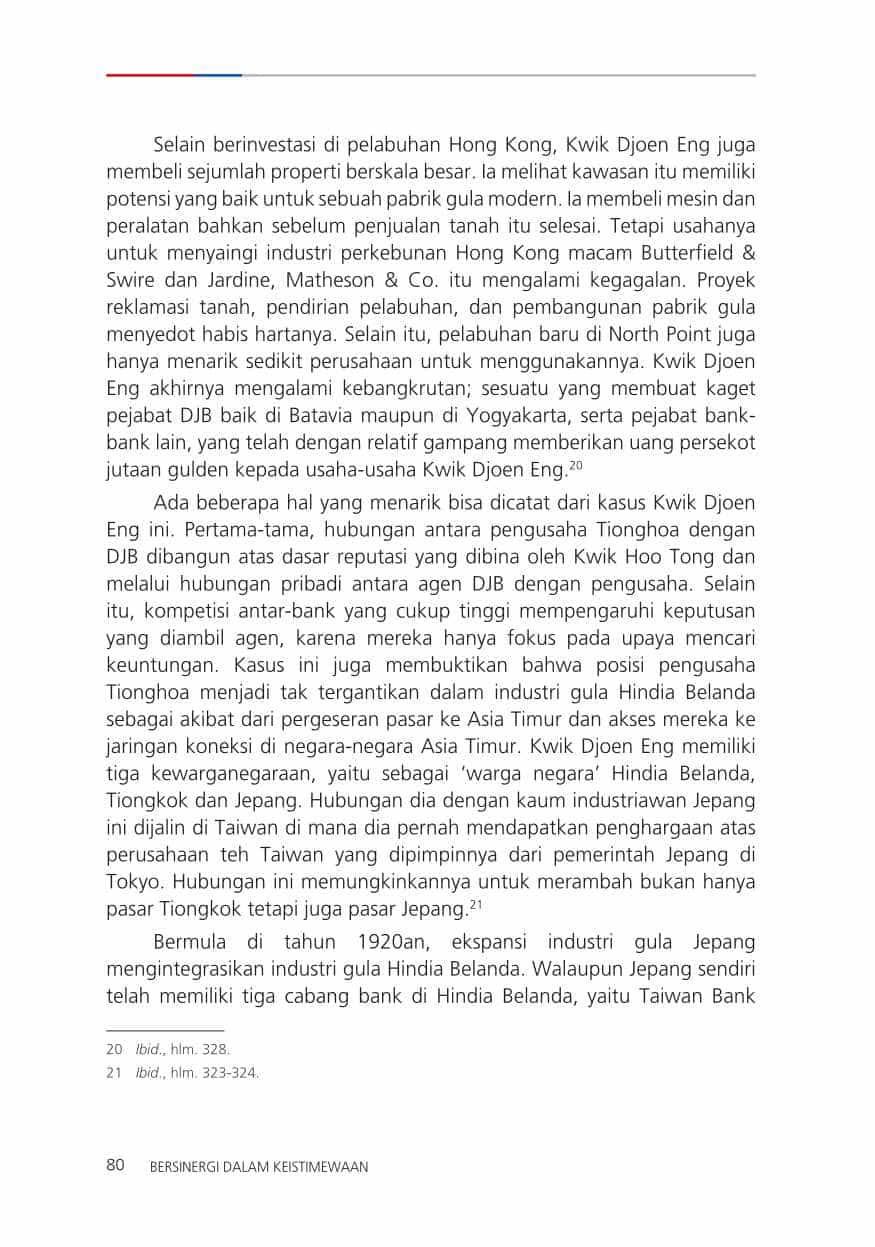 Selain berinvestasi di pelabuhan Hong Kong, Kwik Djoen Eng juga
membeli sejumlah properti berskala besar. Ia melihat kawasan itu memiliki
potensi yang baik untuk sebuah pabrik gula modern. Ia membeli mesin dan
peralatan bahkan sebelum penjualan tanah itu selesai. Tetapi usahanya
untuk menyaingi industri perkebunan Hong Kong macam Butterfield &
Swire dan Jardine, Matheson & Co. itu mengalami kegagalan. Proyek
reklamasi tanah, pendirian pelabuhan, dan pembangunan pabrik gula
menyedot habis hartanya. Selain itu, pelabuhan baru di North Point juga
hanya menarik sedikit perusahaan untuk menggunakannya. Kwik Djoen
Eng akhirnya mengalami kebangkrutan; sesuatu yang membuat kaget
pejabat DJB baik di Batavia maupun di Yogyakarta, serta pejabat bank-
bank lain, yang telah dengan relatif gampang memberikan uang persekot
jutaan gulden kepada usaha-usaha Kwik Djoen Eng.20
Ada beberapa hal yang menarik bisa dicatat dari kasus Kwik Djoen
Eng ini. Pertama-tama, hubungan antara pengusaha Tionghoa dengan
DJB dibangun atas dasar reputasi yang dibina oleh Kwik Hoo Tong dan
melalui hubungan pribadi antara agen DJB dengan pengusaha. Selain
itu, kompetisi antar-bank yang cukup tinggi mempengaruhi keputusan
yang diambil agen, karena mereka hanya fokus pada upaya mencari
keuntungan. Kasus ini juga membuktikan bahwa posisi pengusaha
Tionghoa menjadi tak tergantikan dalam industri gula Hindia Belanda
sebagai akibat dari pergeseran pasar ke Asia Timur dan akses mereka ke
jaringan koneksi di negara-negara Asia Timur. Kwik Djoen Eng memiliki
tiga kewarganegaraan, yaitu sebagai ‘warga negara’ Hindia Belanda,
Tiongkok dan Jepang. Hubungan dia dengan kaum industriawan Jepang
ini dijalin di Taiwan di mana dia pernah mendapatkan penghargaan atas
perusahaan teh Taiwan yang dipimpinnya dari pemerintah Jepang di
Tokyo. Hubungan ini memungkinkannya untuk merambah bukan hanya
pasar Tiongkok tetapi juga pasar Jepang.21
Bermula di tahun 1920an, ekspansi industri gula Jepang
mengintegrasikan industri gula Hindia Belanda. Walaupun Jepang sendiri
telah memiliki tiga cabang bank di Hindia Belanda, yaitu Taiwan Bank
20 Ibid., hlm. 328.
21 Ibid., hlm. 323-324.
80 BERSINERGI DALAM KEISTIMEWAAN